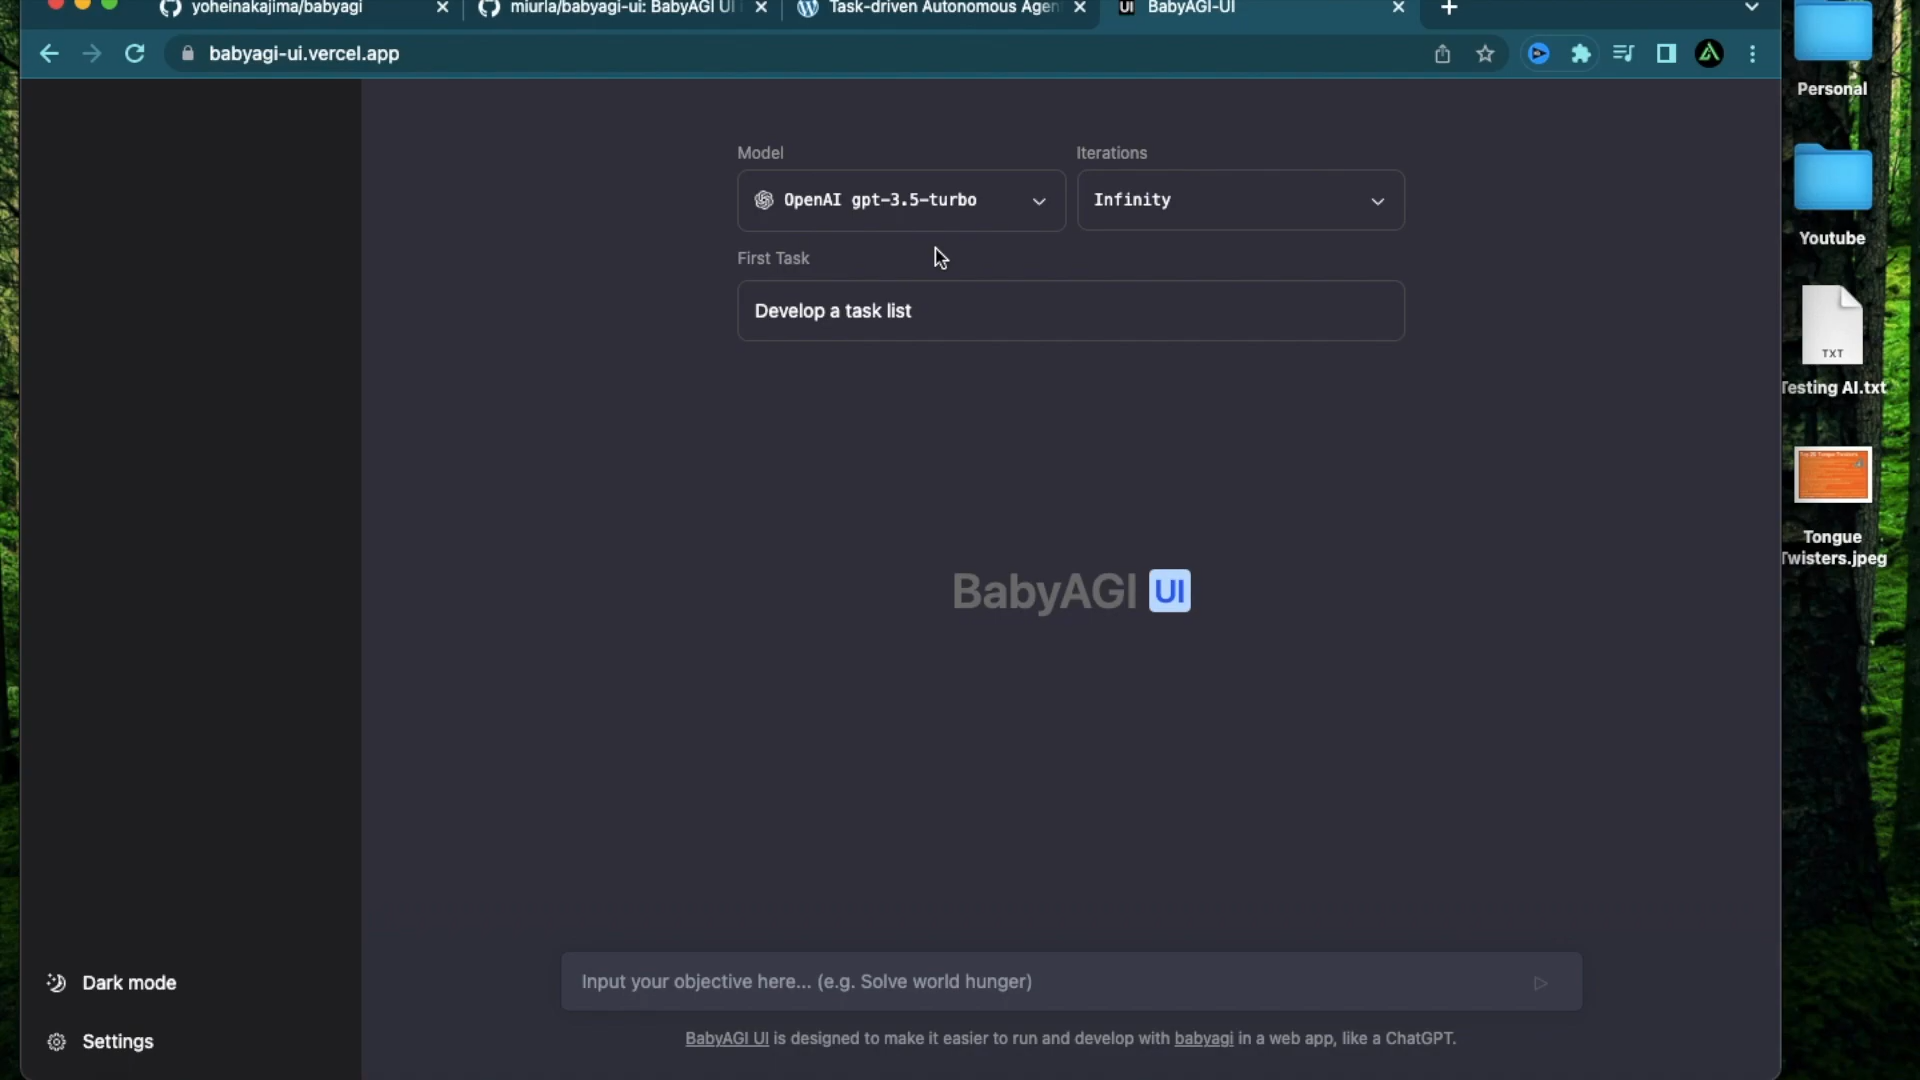 yoheinakajima/babyagi
miurla/babyagi-ui: BabyAGI UI
Task-driven Autonomous Agen
UI BabyAGI-UI
babyagi-ui.vercel.app
Personal
Model
Iterations
OpenAI gpt-3.5-turbo
Infinity
Youtube
First Task
Develop a task list
TXT
Testing AI.txt
Tongue
Twisters.jpeg
BabyAGI UI
Dark mode
Input your objective here... (e.g. Solve world hunger)
Settings
BabyAGI UI is designed to make it easier to run and develop with babyagi in a web app, like a ChatGPT.